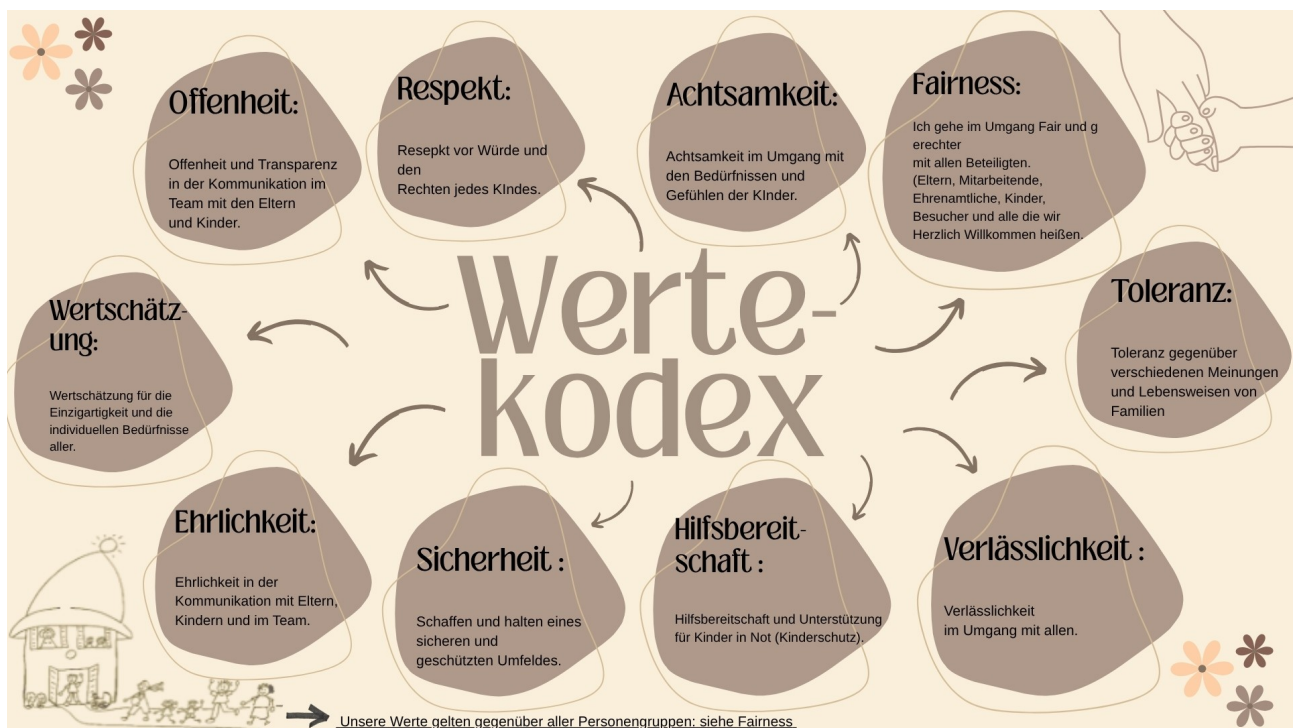 Offenheit:
Offenheit und Transparenz
in der Kommunikation im
Team mit den Eltern
und Kinder.
Respekt:
Resepkt vor Würde und
den
Rechten jedes KIndes.
Achtsamkeit:
Achtsamkeit im Umgang mit
den Bedürfnissen und
Gefühlen der KInder.
Fairness:
Ich gehe im Umgang Fair und g
erechter
mit allen Beteiligten.
(Eltern, Mitarbeitende,
Ehrenamtliche, Kinder,
Besucher und alle die wir
Herzlich Willkommen heißen.
Wertschätz-
ung:
Wertschätzung für die
Einzigartigkeit und die
individuellen Bedürfnisse
aller.
Werte-
kodex
Toleranz:
Toleranz gegenüber
verschiedenen Meinungen
und Lebensweisen von
Familien
Ehrlichkeit:
Ehrlichkeit in der
Kommunikation mit Eltern,
Kindern und im Team.
Sicherheit :
Schaffen und halten eines
sicheren und
geschützten Umfeldes.
Hilfsbereit-
schaft :
Hilfsbereitschaft und Unterstützung
für Kinder in Not (Kinderschutz).
Verlässlichkeit :
Verlässlichkeit
im Umgang mit allen.
Unsere Werte gelten gegenüber aller Personengruppen: siehe Fairness